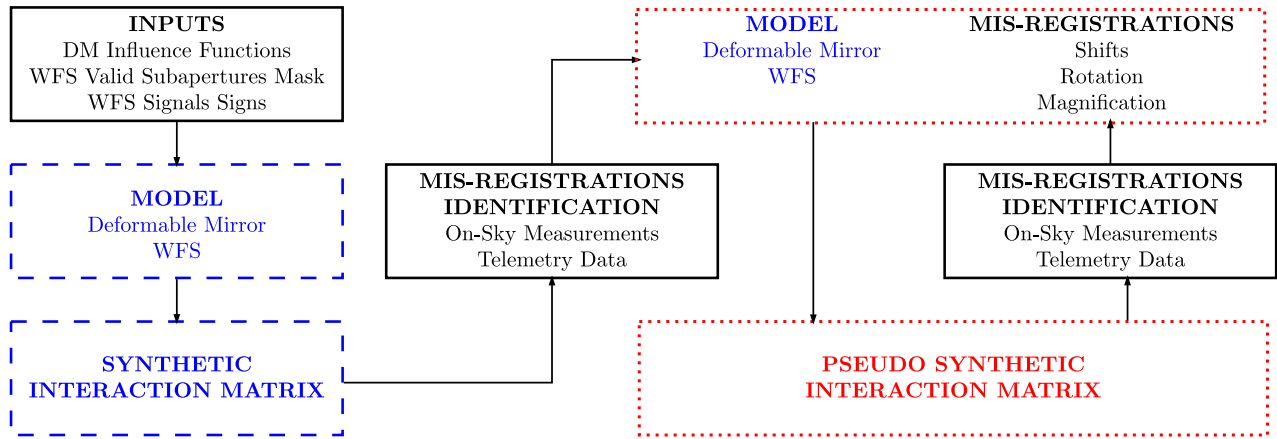 INPUTS
DM Influence Functions
WFS Valid Subapertures Mask
WFS Signals Signs
MODEL
Deformable Mirror
WFS
SYNTHETIC
INTERACTION MATRIX
MIS-REGISTRATIONS
IDENTIFICATION
On-Sky Measurements
Telemetry Data
MODEL
Deformable Mirror
WFS
MIS-REGISTRATIONS
Shifts
Rotation
Magnification
PSEUDO SYNTHETIC
INTERACTION MATRIX
MIS-REGISTRATIONS
IDENTIFICATION
On-Sky Measurements
Telemetry Data